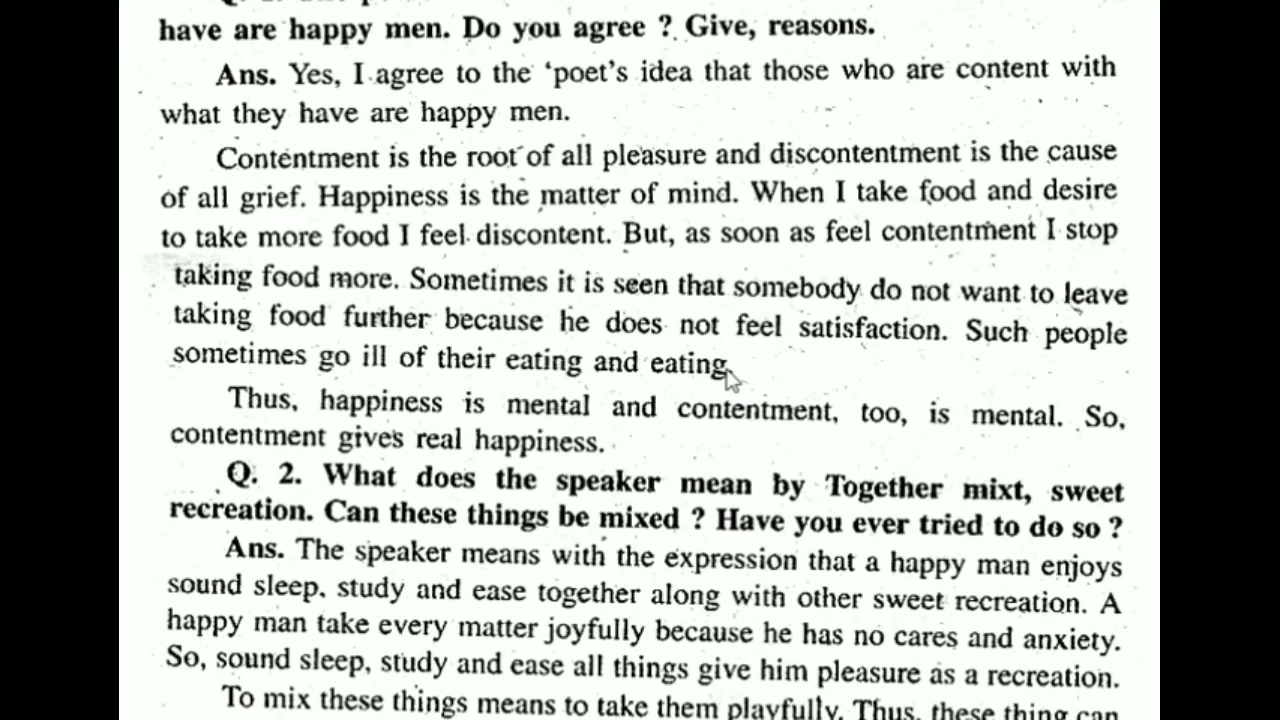 have are happy men. Do you agree ? Give, reasons.
Ans. Yes, I agree to the 'poet's idea that those who are content with
what they have are happy men.
Contentment is the root of all pleasure and discontentment is the cause
of all grief. Happiness is the matter of mind. When I take food and desire
to take more food I feel discontent. But, as soon as feel contentment I stop
taking food more. Sometimes it is seen that somebody do not want to leave
taking food further because he does not feel satisfaction. Such people
sometimes go ill of their eating and eating.
Thus, happiness is mental and contentment, too, is mental. So,
contentment gives real happiness.
Q. 2. What does the speaker mean by Together mixt, sweet
recreation. Can these things be mixed ? Have you ever tried to do so ?
Ans. The speaker means with the expression that a happy man enjoys
sound sleep, study and ease together along with other sweet recreation. A
happy man take every matter joyfully because he has no cares and anxiety.
So, sound sleep, study and ease all things give him pleasure as a recreation.
To mix these things means to take them playfully. Thus, these thing can